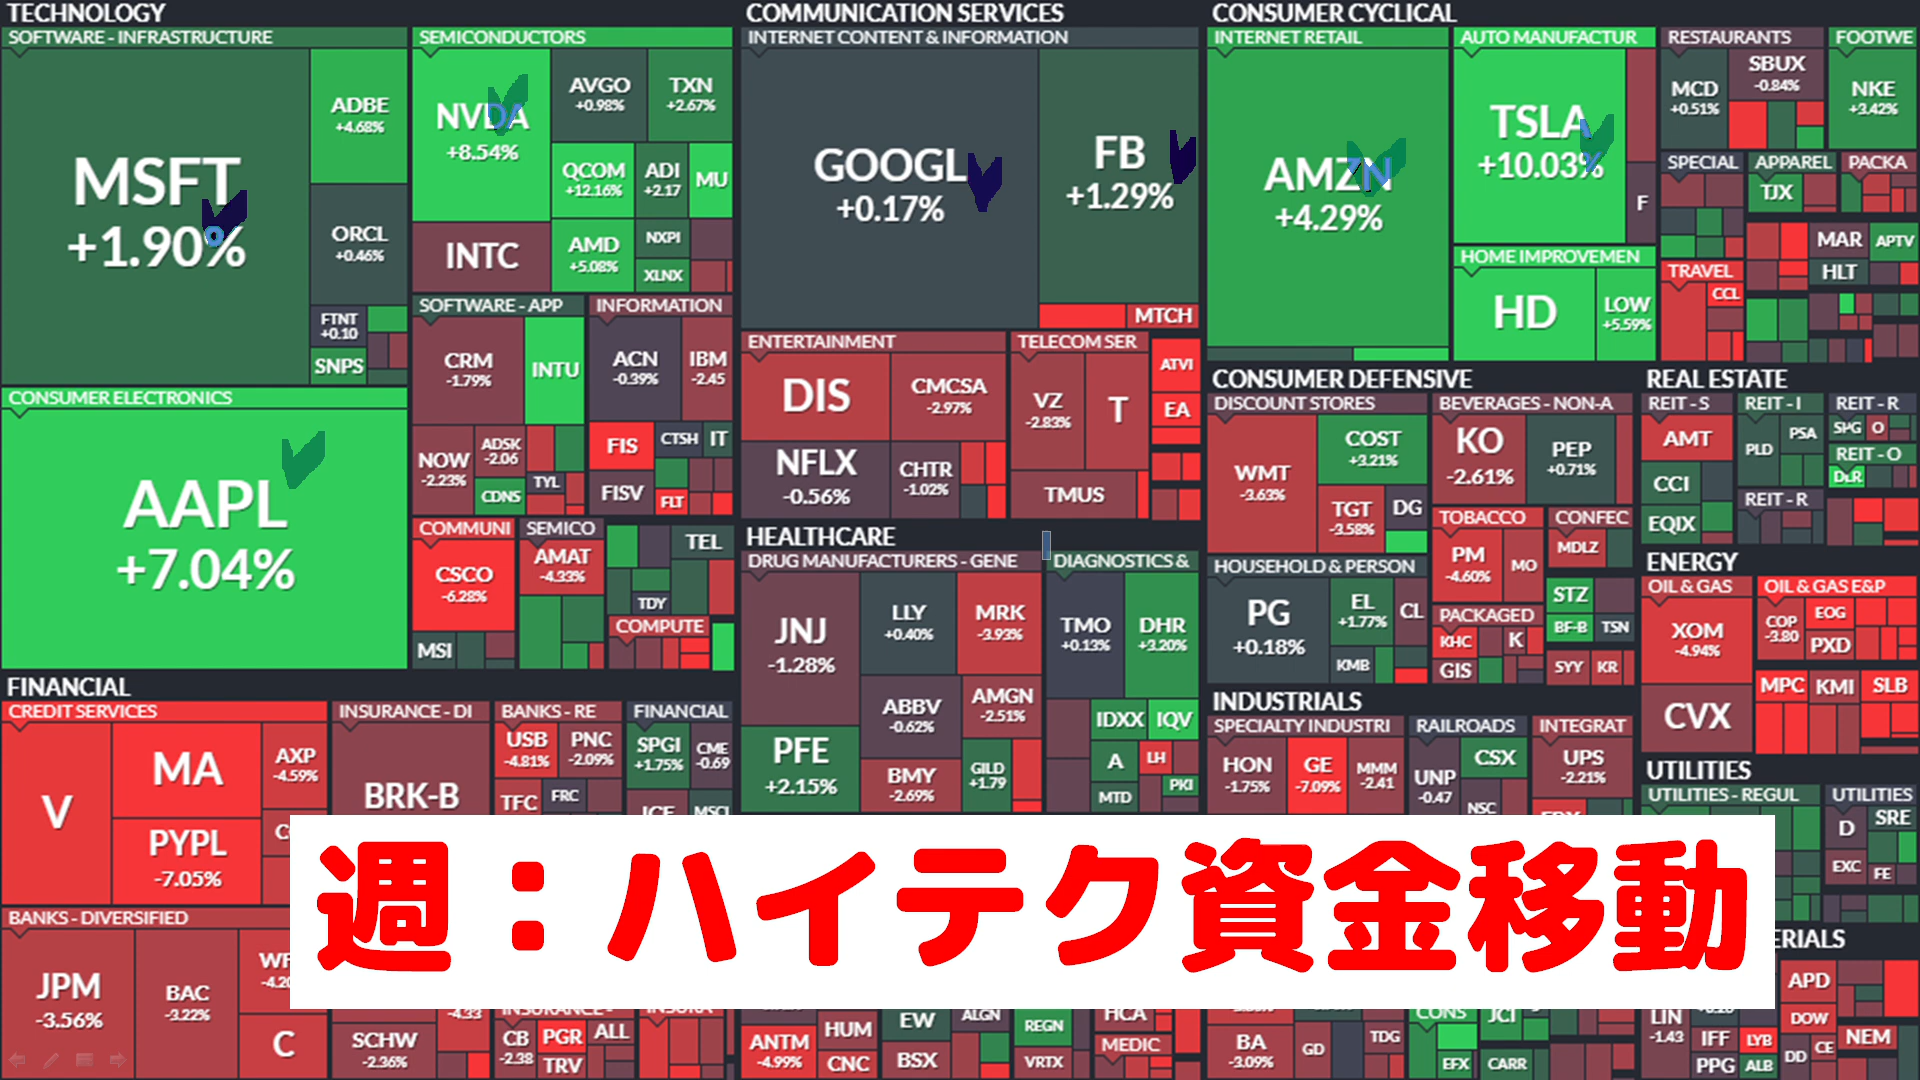 TECHNOLOGY
SOFTWARE - INFRASTRUCTURE
MSFT
+1.90%
ADBE
+4.68%
ORCL
+0.46%
FTNT
+0.10
SNPS
CONSUMER ELECTRONICS
AAPL
+7.04%
SEMICONDUCTORS
NVDA
+8.54%
AVGO
+0.98%
TXN
+2.67%
QCOM
+12.16%
ADI
+2.17
MU
INTC
AMD
+5.08%
NXPI
XLNX
SOFTWARE - APP
CRM
-1.79%
INTU
NOW
-2.23%
ADSK
-2.06
CDNS
TYL
INFORMATION
ACN
-0.39%
IBM
-2.45
FIS
CTSH
IT
FISV
FLT
COMMUNI
CSCO
-6.28%
MSI
SEMICO
AMAT
-4.33%
TEL
TDY
COMPUTE
COMMUNICATION SERVICES
INTERNET CONTENT & INFORMATION
GOOGL
+0.17%
FB
+1.29%
MTCH
ENTERTAINMENT
DIS
CMCSA
-2.97%
NFLX
-0.56%
CHTR
-1.02%
TELECOM SER
VZ
-2.83%
T
TMUS
ATVI
EA
CONSUMER CYCLICAL
INTERNET RETAIL
AMZN
+4.29%
AUTO MANUFACTUR
TSLA
+10.03%
F
HOME IMPROVEMEN
HD
LOW
+5.59%
RESTAURANTS
MCD
+0.51%
SBUX
-0.84%
FOOTWE
NKE
+3.42%
SPECIAL
APPAREL
TJX
PACKA
MAR
APTV
HLT
TRAVEL
CCL
HEALTHCARE
DRUG MANUFACTURERS - GENE
JNJ
-1.28%
LLY
+0.40%
MRK
-3.93%
ABBV
-0.62%
AMGN
-2.51%
PFE
+2.15%
BMY
-2.69%
GILD
+1.79
DIAGNOSTICS &
TMO
+0.13%
DHR
+3.20%
IDXX
IQV
A
LH
MTD
PKI
CONSUMER DEFENSIVE
DISCOUNT STORES
WMT
-3.63%
COST
+3.21%
TGT
-3.58%
DG
BEVERAGES - NON-A
KO
-2.61%
PEP
+0.71%
TOBACCO
PM
-4.60%
MO
CONFEC
MDLZ
HOUSEHOLD & PERSON
PG
+0.18%
EL
+1.77%
CL
KMB
PACKAGED
KHC
K
GIS
STZ
BF-B
TSN
SYY
KR
REAL ESTATE
REIT - S
AMT
CCI
EQIX
REIT - I
PLD
PSA
REIT - R
REIT - R
SPG
O
REIT - O
DLR
ENERGY
OIL & GAS
XOM
-4.94%
CVX
OIL & GAS E&P
COP
-3.80
EOG
PXD
MPC
KMI
SLB
FINANCIAL
CREDIT SERVICES
V
MA
AXP
-4.59%
PYPL
-7.05%
BANKS - DIVERSIFIED
JPM
-3.56%
BAC
-3.22%
C
INSURANCE - DI
BRK-B
BANKS - RE
USB
-4.81%
PNC
-2.09%
TFC
FRC
FINANCIAL
SPGI
+1.75%
CME
-0.69
ICE
MSCI
INDUSTRIALS
SPECIALTY INDUSTRI
HON
-1.75%
GE
-7.09%
MMM
-2.41
RAILROADS
UNP
-0.47
CSX
NSC
INTEGRAT
UPS
-2.21%
UTILITIES
UTILITIES - REGUL
UTILITIES
D
SRE
EXC
FE
週：ハイテク資金移動
ERIALS
SCHW
-2.36%
-4.33
CB
-2.38
PGR
ALL
TRV
ANTM
-4.99%
HUM
CNC
EW
BSX
ALGN
REGN
VRTX
HCA
MEDIC
BA
-3.09%
GD
TDG
CONS
EFX
JCI
CARR
LIN
-1.43
APD
DOW
IFF
LYB
PPG
ALB
DD
CE
NEM